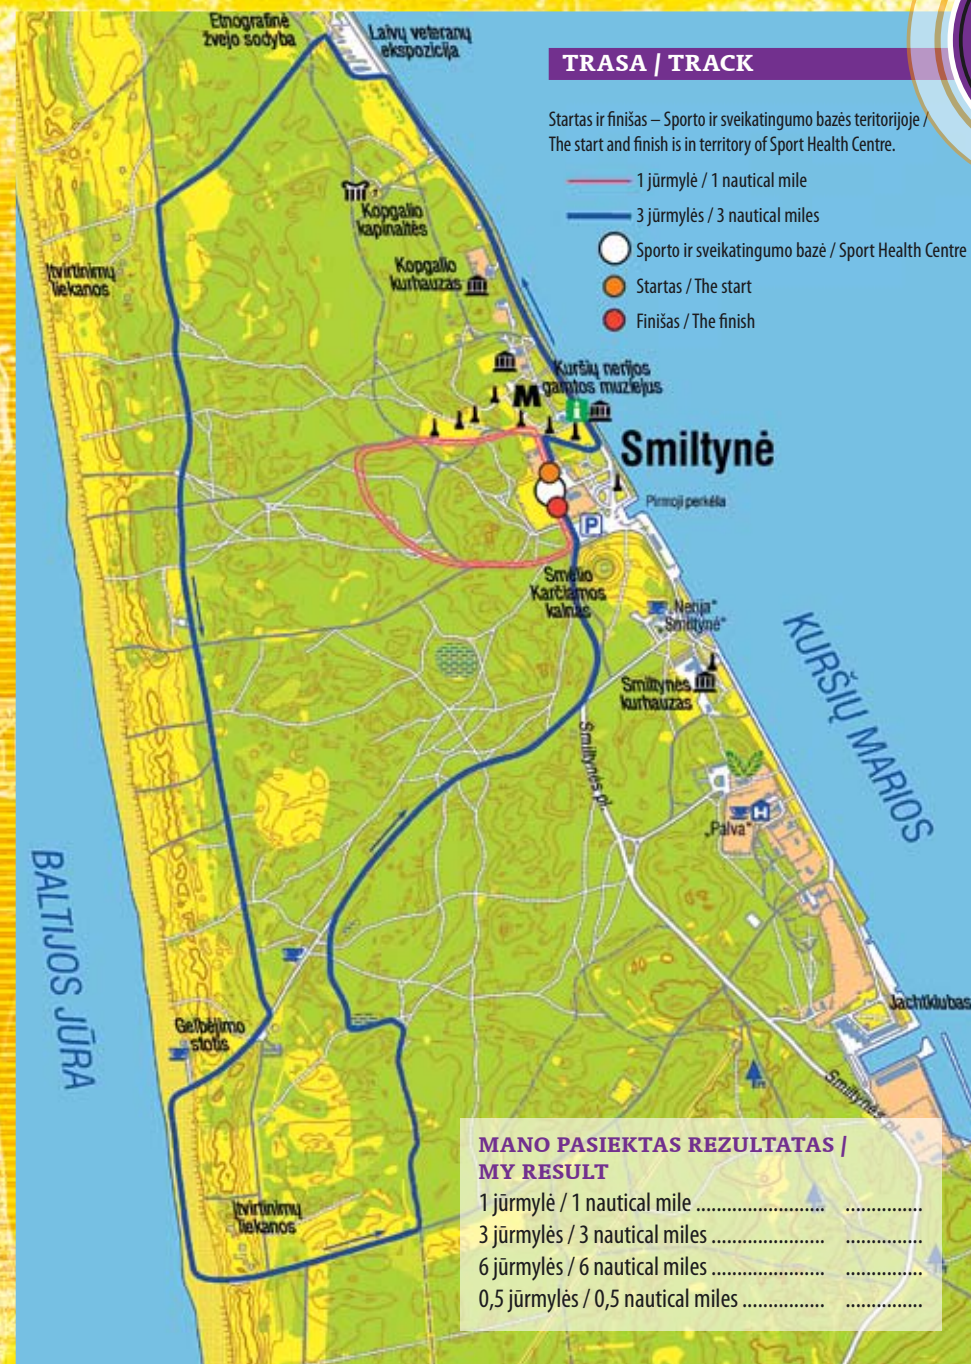 Etnografinė
žvejo sodyba
Laivų veteranų
ekspozicija
TRASA / TRACK
Startas ir finišas – Sporto ir sveikatingumo bazės teritorijoje /
The start and finish is in territory of Sport Health Centre.
1 jūrmylė / 1 nautical mile
3 jūrmylės / 3 nautical miles
Sporto ir sveikatingumo bazė / Sport Health Centre
Startas / The start
Finišas / The finish
Kopgalio
kapinaitės
Įtvirtinimų
liekanos
Kopgalio
kurhauzas
Kuršių nerijos
gamtos muziejus
M
i
Smiltynė
Pirmoji perkėla
P
Smėlio
Karčiamos
kalnas
„Nerija“
„Smiltynė“
Smiltynės
kurhauzas
KURŠIŲ MARIOS
Smiltynės pl.
H
„Palva“
BALTIJOS JŪRA
Jachtklubas
Gelbėjimo
stotis
Smiltynės pl.
Įtvirtinimų
liekanos
MANO PASIEKTAS REZULTATAS /
MY RESULT
1 jūrmylė / 1 nautical mile ......................... ...............
3 jūrmylės / 3 nautical miles ...................... ...............
6 jūrmylės / 6 nautical miles ...................... ...............
0,5 jūrmylės / 0,5 nautical miles ................ ...............